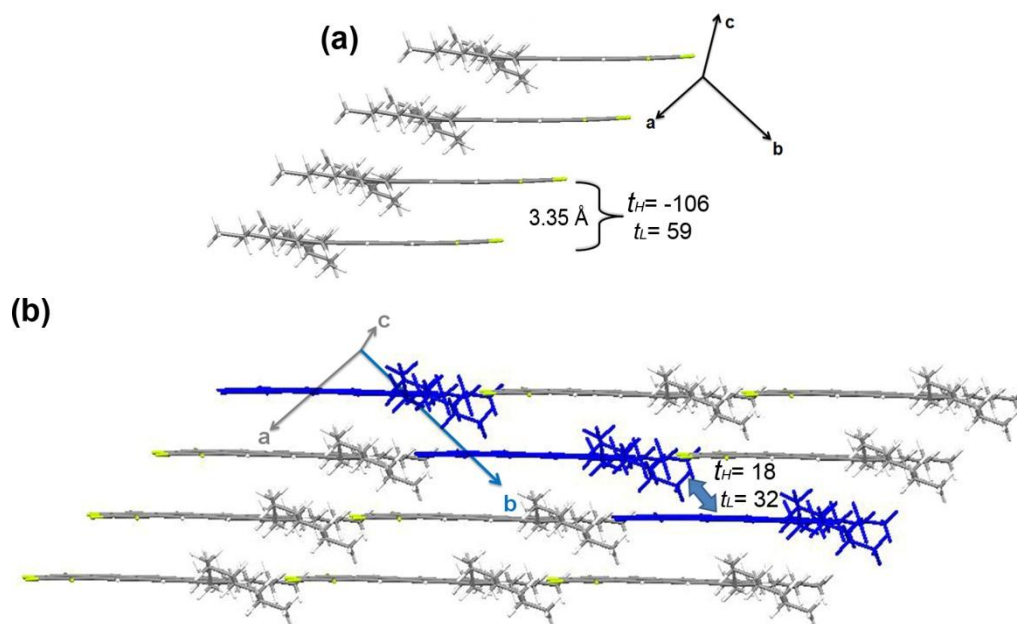 (a)
c
a
b
3.35 Å
tH= -106
tL= 59
(b)
c
a
b
tH= 18
tL= 32